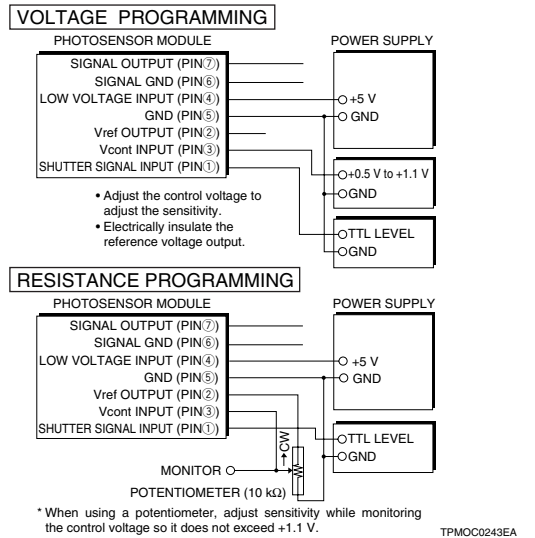 VOLTAGE PROGRAMMING
PHOTOSENSOR MODULE
POWER SUPPLY
SIGNAL OUTPUT (PIN⑦)
SIGNAL GND (PIN⑥)
LOW VOLTAGE INPUT (PIN④)
+5 V
GND (PIN⑤)
GND
Vref OUTPUT (PIN②)
Vcont INPUT (PIN③)
SHUTTER SIGNAL INPUT (PIN①)
+0.5 V to +1.1 V
GND
• Adjust the control voltage to
adjust the sensitivity.
• Electrically insulate the
reference voltage output.
TTL LEVEL
GND
RESISTANCE PROGRAMMING
PHOTOSENSOR MODULE
POWER SUPPLY
SIGNAL OUTPUT (PIN⑦)
SIGNAL GND (PIN⑥)
LOW VOLTAGE INPUT (PIN④)
+5 V
GND (PIN⑤)
GND
Vref OUTPUT (PIN②)
Vcont INPUT (PIN③)
SHUTTER SIGNAL INPUT (PIN①)
TTL LEVEL
GND
CW
MONITOR
POTENTIOMETER (10 kΩ)
* When using a potentiometer, adjust sensitivity while monitoring
the control voltage so it does not exceed +1.1 V.
TPMOC0243EA